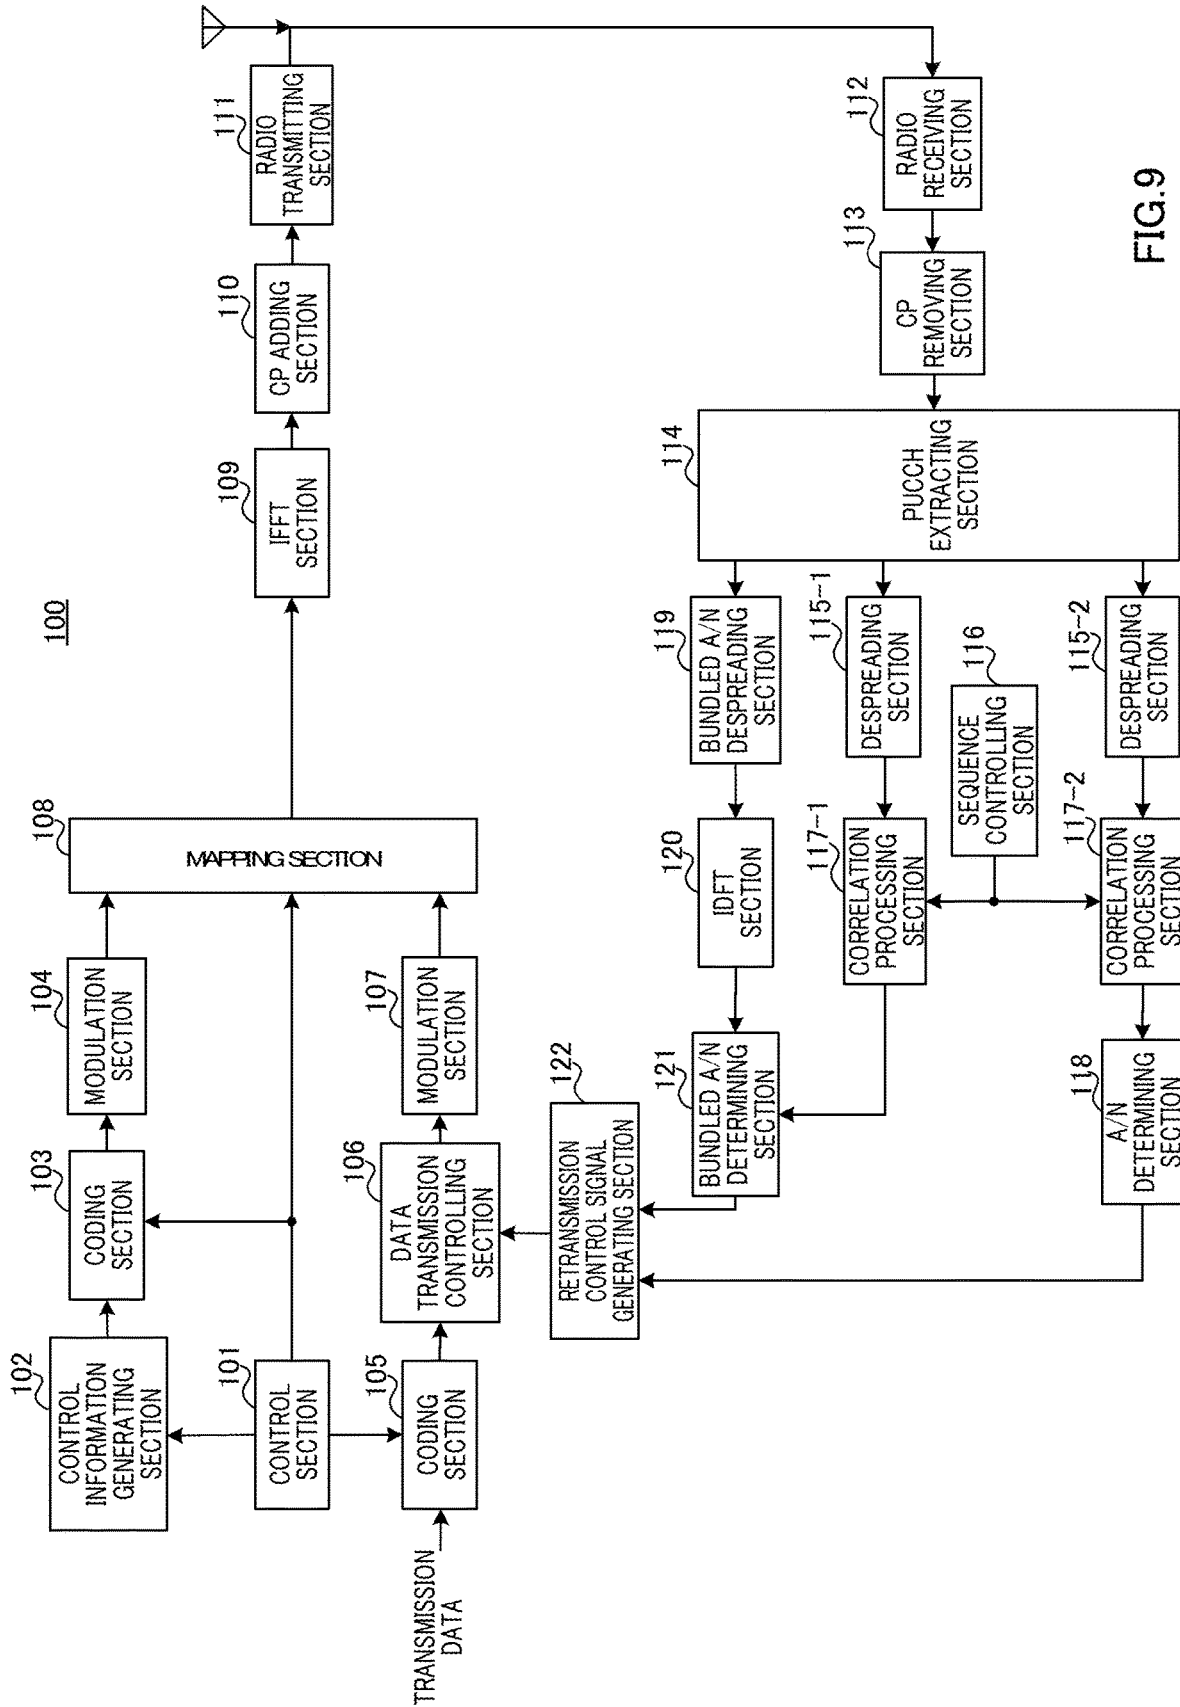 100
102
CONTROL
INFORMATION
GENERATING
SECTION
103
CODING
SECTION
104
MODULATION
SECTION
108
MAPPING SECTION
109
IFFT
SECTION
110
CP ADDING
SECTION
111
RADIO
TRANSMITTING
SECTION
101
CONTROL
SECTION
TRANSMISSION
DATA
105
CODING
SECTION
106
DATA
TRANSMISSION
CONTROLLING
SECTION
107
MODULATION
SECTION
122
RETRANSMISSION
CONTROL SIGNAL
GENERATING SECTION
121
BUNDLED A/N
DETERMINING
SECTION
120
IDFT
SECTION
119
BUNDLED A/N
DESPREADING
SECTION
114
PUCCH
EXTRACTING
SECTION
113
CP
REMOVING
SECTION
112
RADIO
RECEIVING
SECTION
117-1
CORRELATION
PROCESSING
SECTION
115-1
DESPREADING
SECTION
116
SEQUENCE
CONTROLLING
SECTION
118
A/N
DETERMINING
SECTION
117-2
CORRELATION
PROCESSING
SECTION
115-2
DESPREADING
SECTION
FIG.9